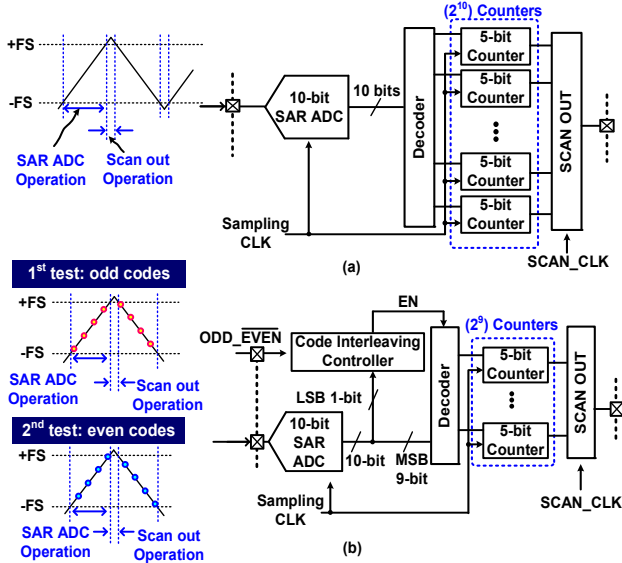 (2¹⁰) Counters
+FS
-FS
SAR ADC
Operation
Scan out
Operation
10-bit
SAR ADC
10 bits
Decoder
5-bit
Counter
5-bit
Counter
5-bit
Counter
5-bit
Counter
SCAN OUT
Sampling
CLK
SCAN_CLK
(a)
1st test: odd codes
+FS
-FS
SAR ADC
Operation
Scan out
Operation
2nd test: even codes
+FS
-FS
SAR ADC
Operation
Scan out
Operation
EN
(2⁹) Counters
ODD_E̅V̅E̅N̅
Code Interleaving
Controller
LSB 1-bit
10-bit
SAR
ADC
10-bit
MSB
9-bit
Decoder
5-bit
Counter
5-bit
Counter
SCAN OUT
Sampling
CLK
SCAN_CLK
(b)